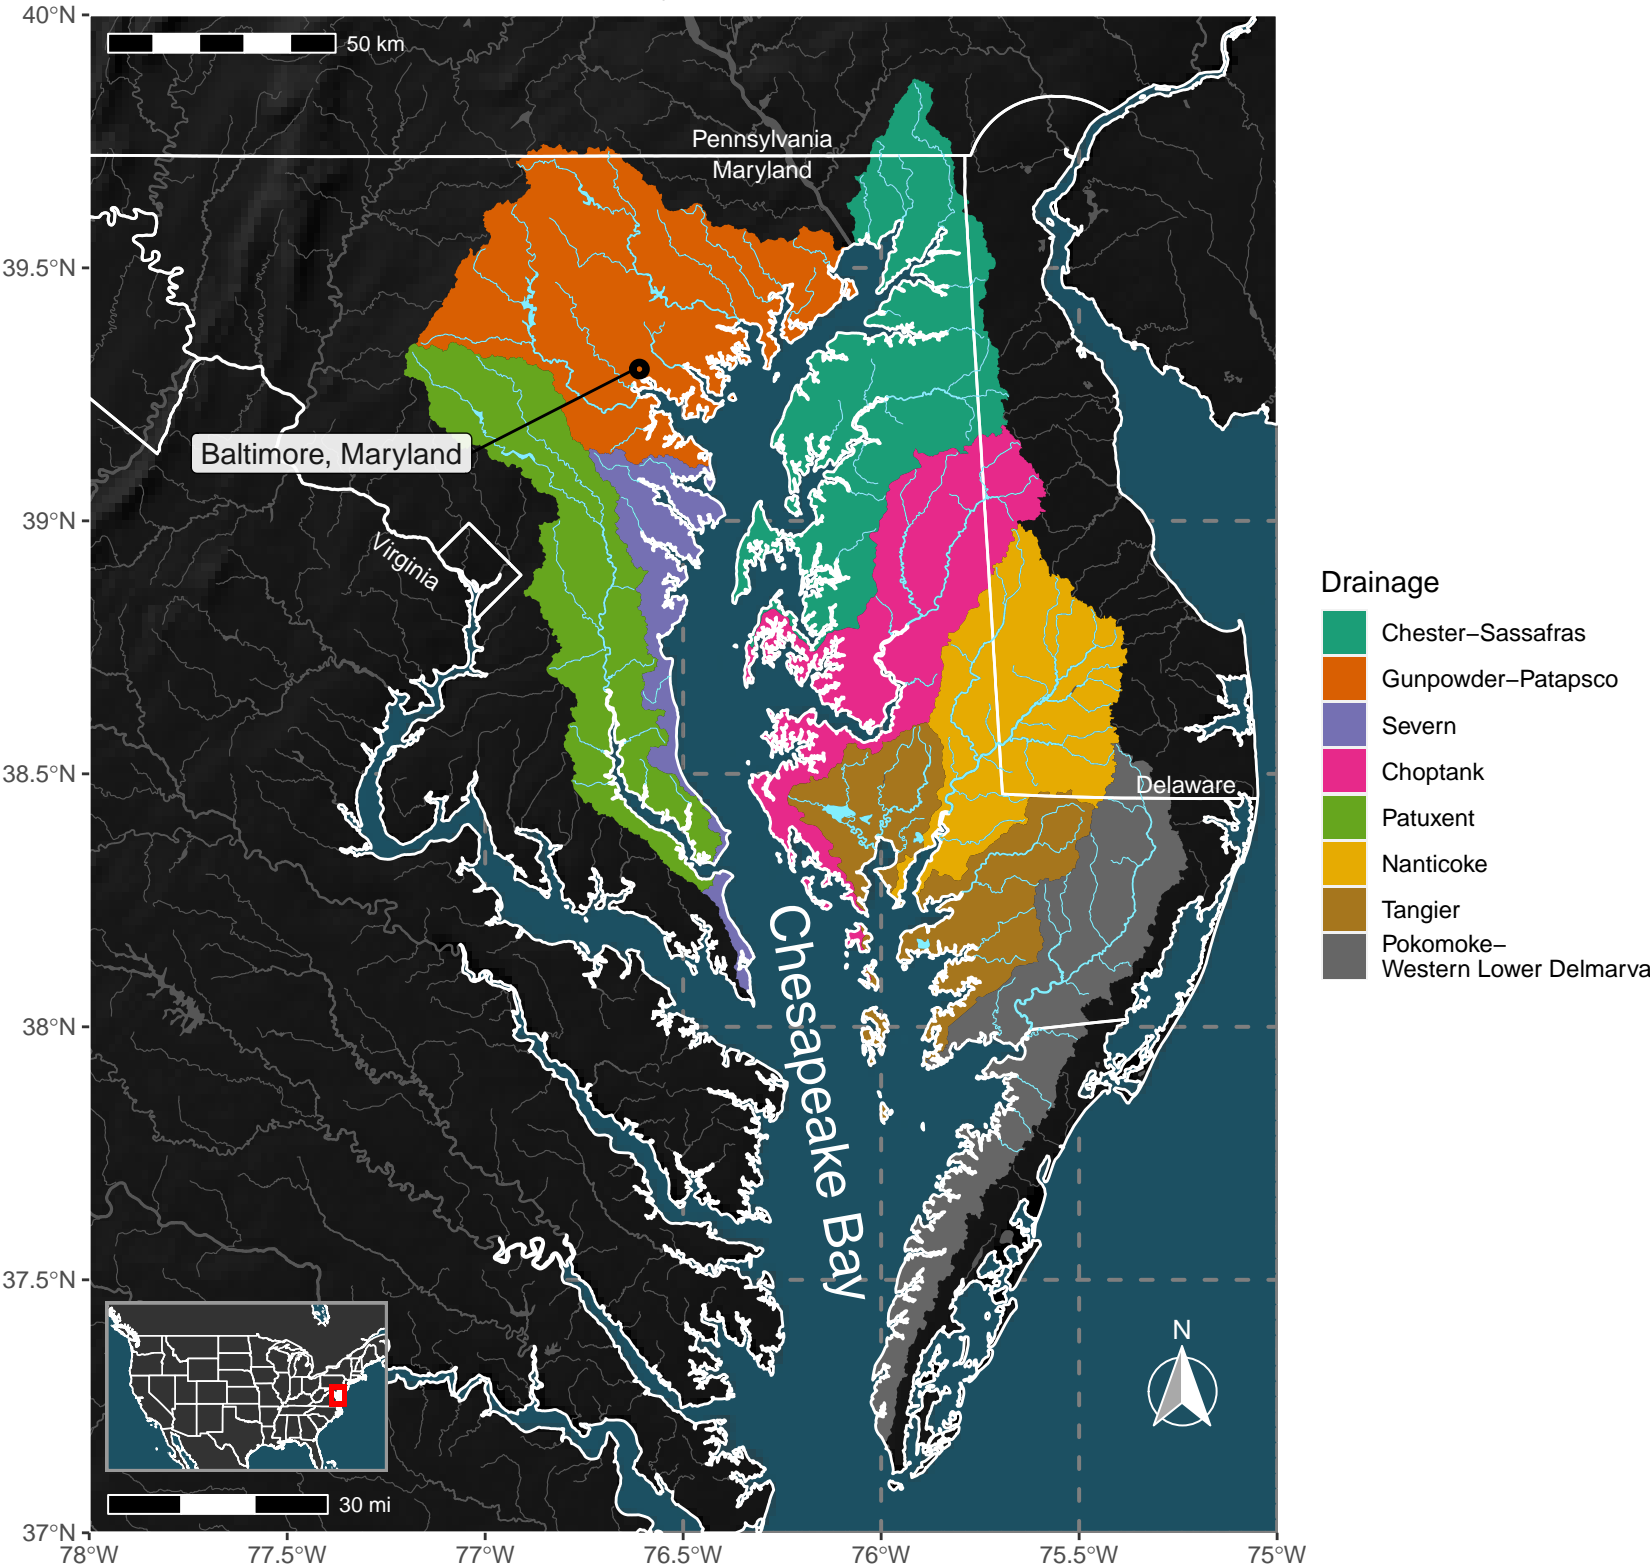 40°N
50 km
Pennsylvania
Maryland
39.5°N
Baltimore, Maryland
39°N
Virginia
Drainage
Chester–Sassafras
Gunpowder–Patapsco
Severn
Choptank
Patuxent
Nanticoke
Tangier
Pokomoke–
Western Lower Delmarva
38.5°N
Delaware
Chesapeake Bay
38°N
37.5°N
N
30 mi
37°N
78°W
77.5°W
77°W
76.5°W
76°W
75.5°W
75°W